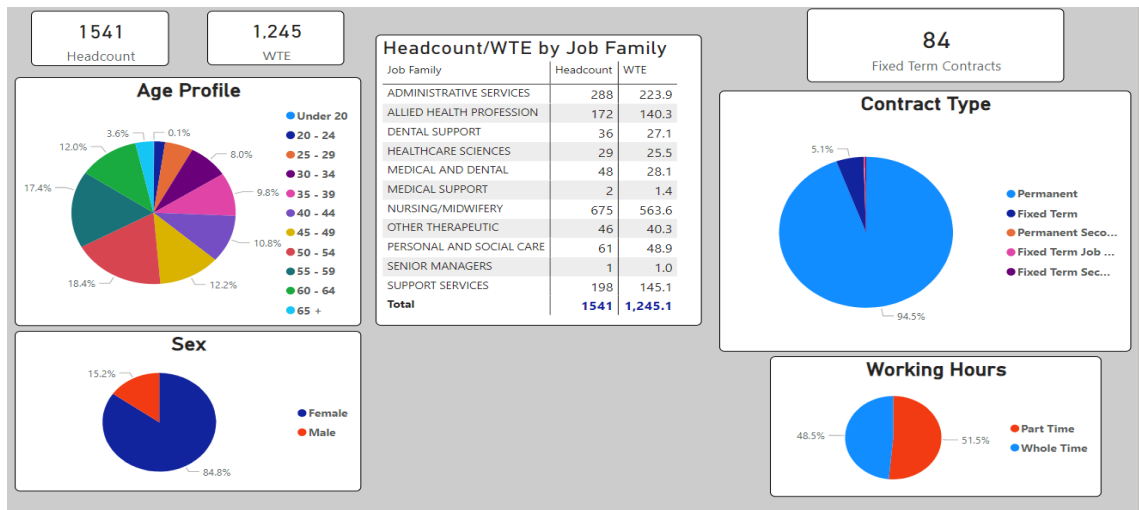 1541
Headcount
1,245
WTE
Age Profile
3.6%
0.1%
12.0%
8.0%
17.4%
9.8%
10.8%
18.4%
12.2%
Under 20
20 - 24
25 - 29
30 - 34
35 - 39
40 - 44
45 - 49
50 - 54
55 - 59
60 - 64
65 +
Sex
15.2%
84.8%
Female
Male
Headcount/WTE by Job Family
Job Family Headcount WTE
ADMINISTRATIVE SERVICES 288 223.9
ALLIED HEALTH PROFESSION 172 140.3
DENTAL SUPPORT 36 27.1
HEALTHCARE SCIENCES 29 25.5
MEDICAL AND DENTAL 48 28.1
MEDICAL SUPPORT 2 1.4
NURSING/MIDWIFERY 675 563.6
OTHER THERAPEUTIC 46 40.3
PERSONAL AND SOCIAL CARE 61 48.9
SENIOR MANAGERS 1 1.0
SUPPORT SERVICES 198 145.1
Total 1541 1,245.1
84
Fixed Term Contracts
Contract Type
5.1%
94.5%
Permanent
Fixed Term
Permanent Seco...
Fixed Term Job ...
Fixed Term Sec...
Working Hours
48.5%
51.5%
Part Time
Whole Time